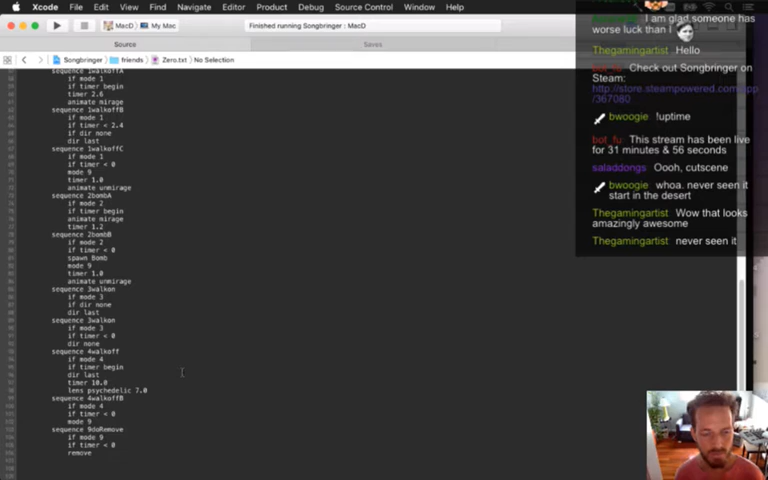 Xcode File Edit View Find Navigate Editor Product Debug Source Control Window Help
MacD My Mac
Finished running Songbringer : MacD
Source Saves
Songbringer friends Zero.txt No Selection
sequence 1walkoffA
if mode 1
if timer begin
timer 2.6
animate mirage
sequence 1walkoffB
if mode 1
if timer < 2.4
if dir none
dir last
sequence 1walkoffC
if mode 1
if timer < 0
mode 9
timer 1.0
animate unmirage
sequence 2bombA
if mode 2
if timer begin
animate mirage
timer 1.2
sequence 2bombB
if mode 2
if timer < 0
spawn Bomb
mode 9
timer 1.0
animate unmirage
sequence 3walkon
if mode 3
if dir none
dir last
sequence 3walkon
if mode 3
if timer < 0
dir none
sequence 4walkoff
if mode 4
if timer begin
dir last
timer 10.0
lens psychedelic 7.0
sequence 4walkoffB
if mode 4
if timer < 0
mode 9
sequence 9doRemove
if mode 9
if timer < 0
remove
I am glad someone has
worse luck than I
Thegamingartist Hello
bot_fu Check out Songbringer on
Steam:
http://store.steampowered.com/app
/367080
bwoogie !uptime
bot_fu This stream has been live
for 31 minutes & 56 seconds
saladdongs Oooh, cutscene
bwoogie whoa. never seen it
start in the desert
Thegamingartist Wow that looks
amazingly awesome
Thegamingartist never seen it